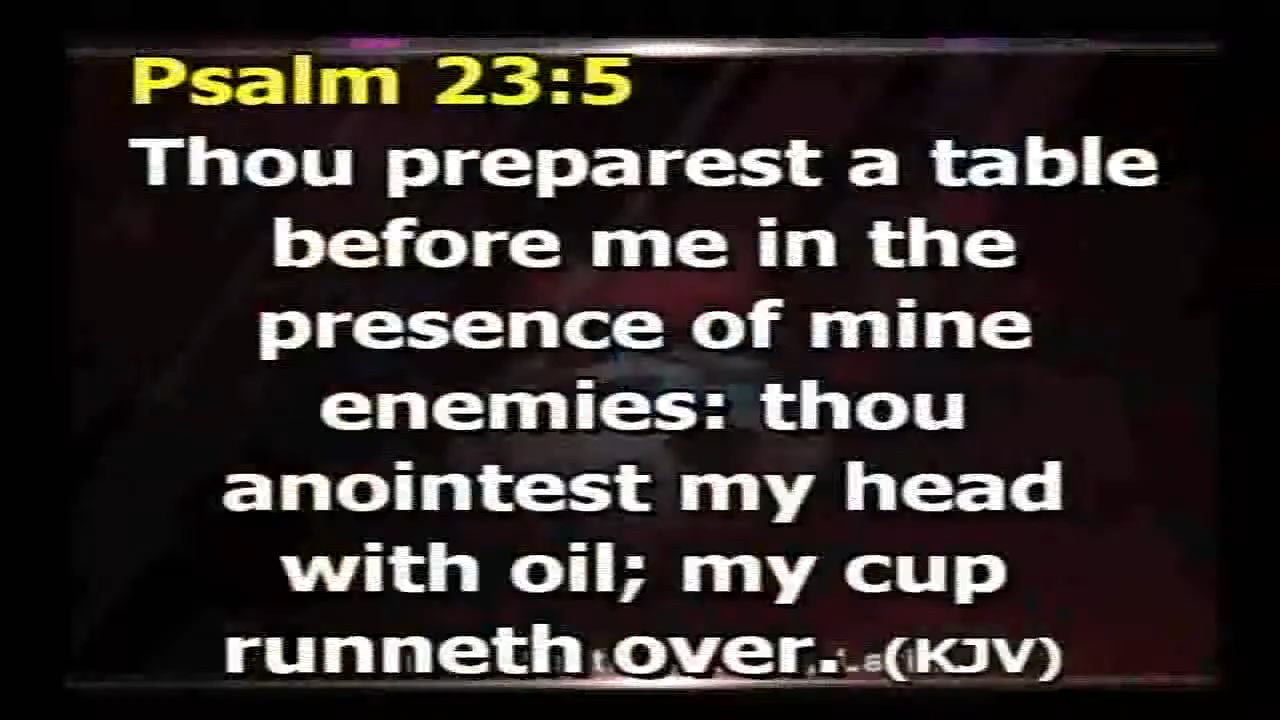 Psalm 23:5
Thou preparest a table
before me in the
presence of mine
enemies: thou
anointest my head
with oil; my cup
runneth over. (KJV)